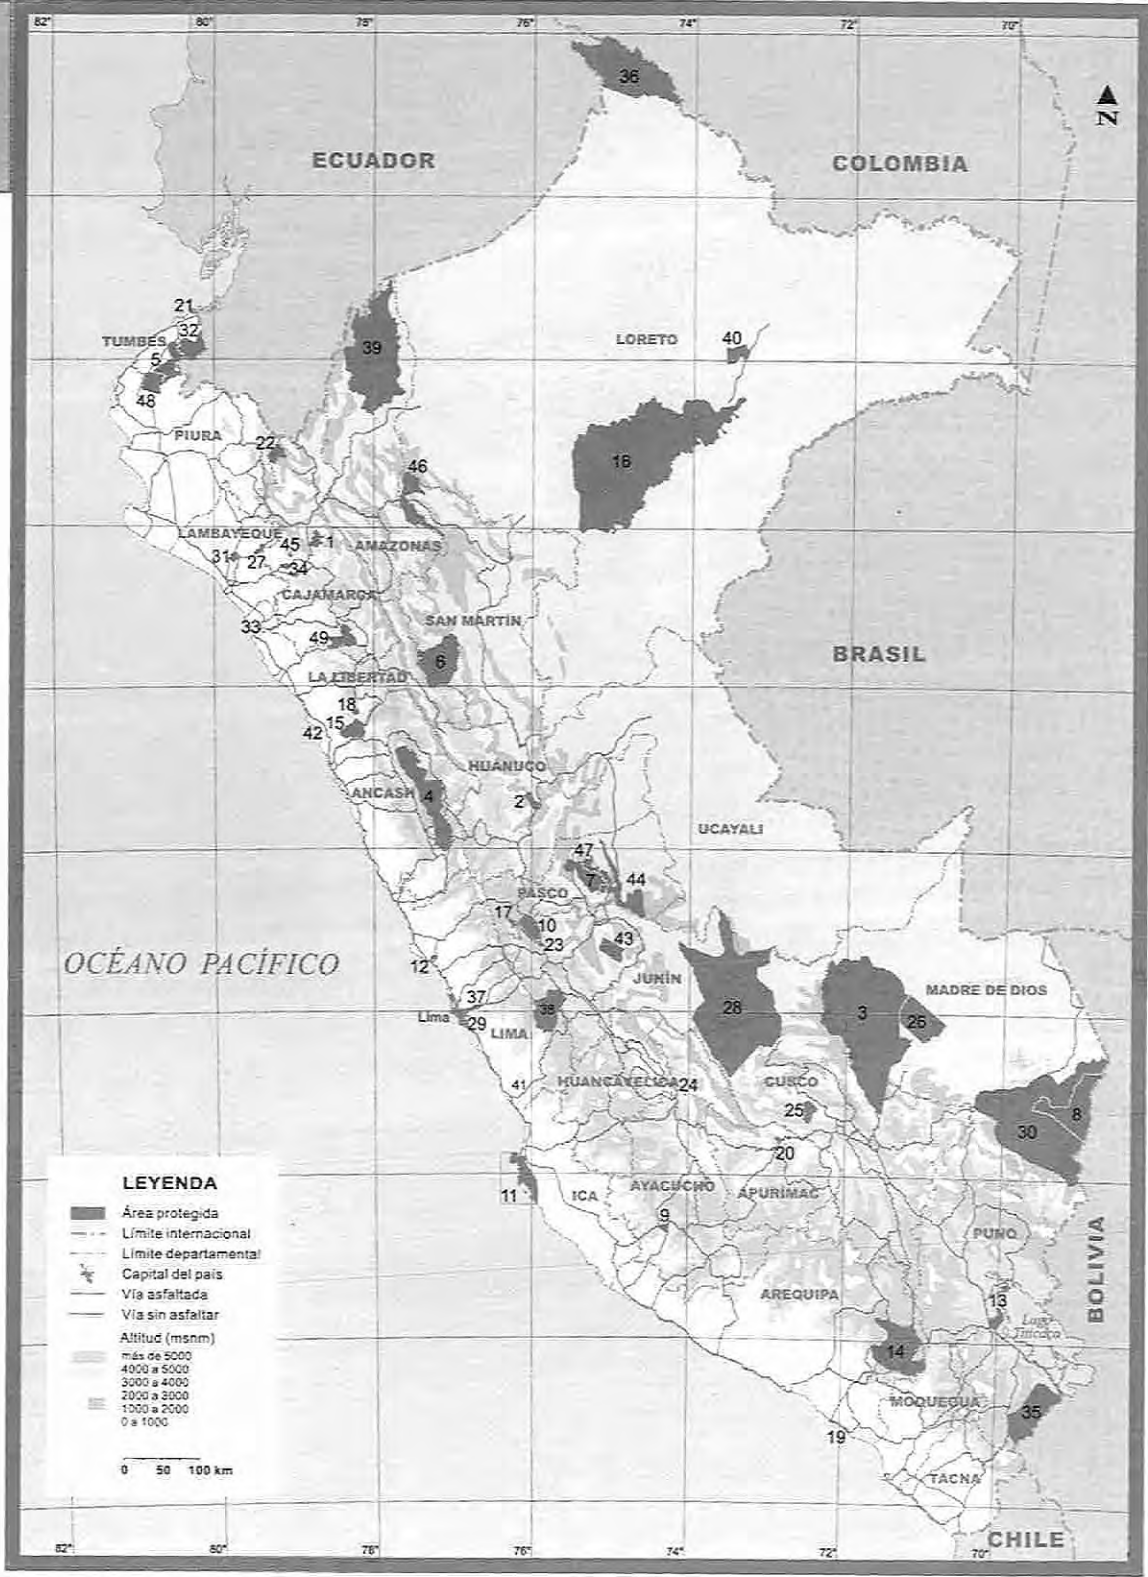 82° 80° 78° 76° 74° 72° 70°
36
N
ECUADOR
COLOMBIA
21
32
TUMBES
5
48
39
LORETO
40
PIURA
22
46
16
LAMBAYEQUE
45
1
AMAZONAS
31
27
34
CAJAMARCA
33
49
SAN MARTÍN
6
BRASIL
LA LIBERTAD
18
15
42
HUÁNUCO
ANCASH
4
2
UCAYALI
47
7
44
PASCO
17
10
23
43
OCÉANO PACÍFICO
12
JUNÍN
37
Lima
29
38
LIMA
28
3
26
MADRE DE DIOS
41
HUANCAVELICA
24
CUSCO
25
8
30
20
11
ICA
AYACUCHO
APURÍMAC
9
PUNO
BOLIVIA
AREQUIPA
13
Lago
Titicaca
14
MOQUEGUA
35
19
TACNA
CHILE
LEYENDA
Área protegida
Límite internacional
Límite departamental
Capital del país
Vía asfaltada
Vía sin asfaltar
Altitud (msnm)
más de 5000
4000 a 5000
3000 a 4000
2000 a 3000
1000 a 2000
0 a 1000
0 50 100 km
82° 80° 78° 76° 74° 72° 70°